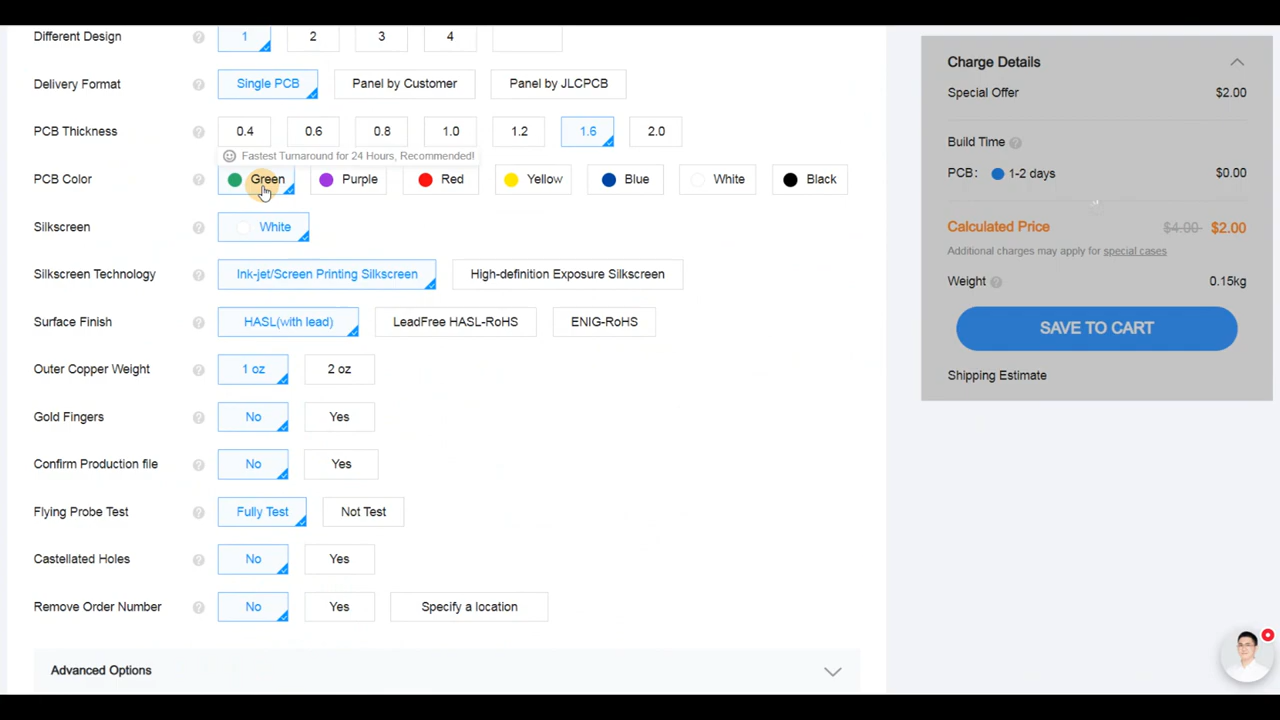 Different Design 1 2 3 4
Delivery Format Single PCB Panel by Customer Panel by JLCPCB
PCB Thickness 0.4 0.6 0.8 1.0 1.2 1.6 2.0
Fastest Turnaround for 24 Hours, Recommended!
PCB Color Green Purple Red Yellow Blue White Black
Silkscreen White
Silkscreen Technology Ink-jet/Screen Printing Silkscreen High-definition Exposure Silkscreen
Surface Finish HASL(with lead) LeadFree HASL-RoHS ENIG-RoHS
Outer Copper Weight 1 oz 2 oz
Gold Fingers No Yes
Confirm Production file No Yes
Flying Probe Test Fully Test Not Test
Castellated Holes No Yes
Remove Order Number No Yes Specify a location
Advanced Options
Charge Details
Special Offer $2.00
Build Time
PCB: 1-2 days $0.00
Calculated Price $4.00 $2.00
Additional charges may apply for special cases
Weight 0.15kg
SAVE TO CART
Shipping Estimate